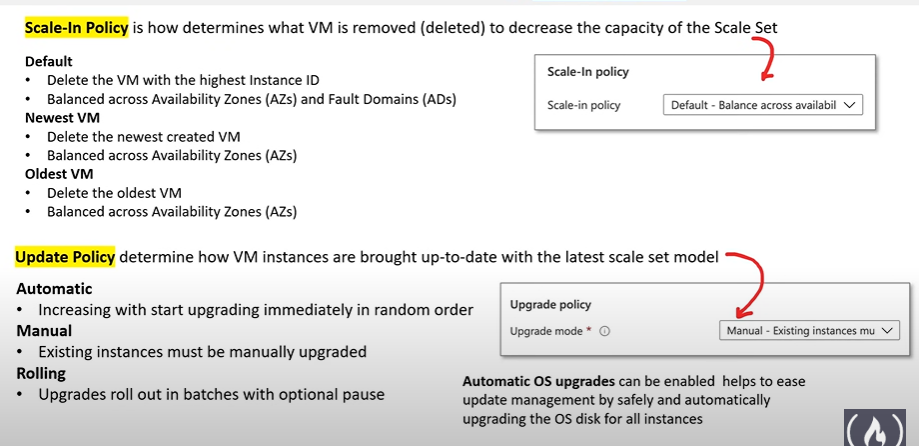 Scale-In Policy is how determines what VM is removed (deleted) to decrease the capacity of the Scale Set
Default
• Delete the VM with the highest Instance ID
• Balanced across Availability Zones (AZs) and Fault Domains (ADs)
Newest VM
• Delete the newest created VM
• Balanced across Availability Zones (AZs)
Oldest VM
• Delete the oldest VM
• Balanced across Availability Zones (AZs)
Scale-In policy
Scale-in policy
Default - Balance across availabil
Update Policy determine how VM instances are brought up-to-date with the latest scale set model
Automatic
• Increasing with start upgrading immediately in random order
Manual
• Existing instances must be manually upgraded
Rolling
• Upgrades roll out in batches with optional pause
Upgrade policy
Upgrade mode *
Manual - Existing instances mu
Automatic OS upgrades can be enabled helps to ease
update management by safely and automatically
upgrading the OS disk for all instances